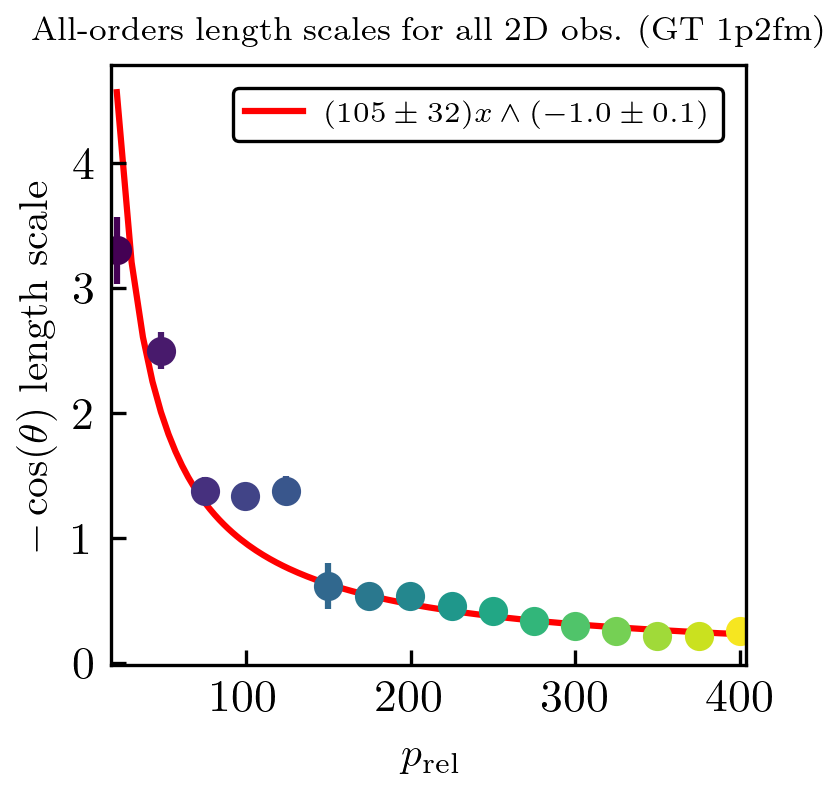 All-orders length scales for all 2D obs. (GT 1p2fm)
(105 ± 32)x ∧ (−1.0 ± 0.1)
− cos(θ) length scale
4
3
2
1
0
100 200 300 400
p_rel